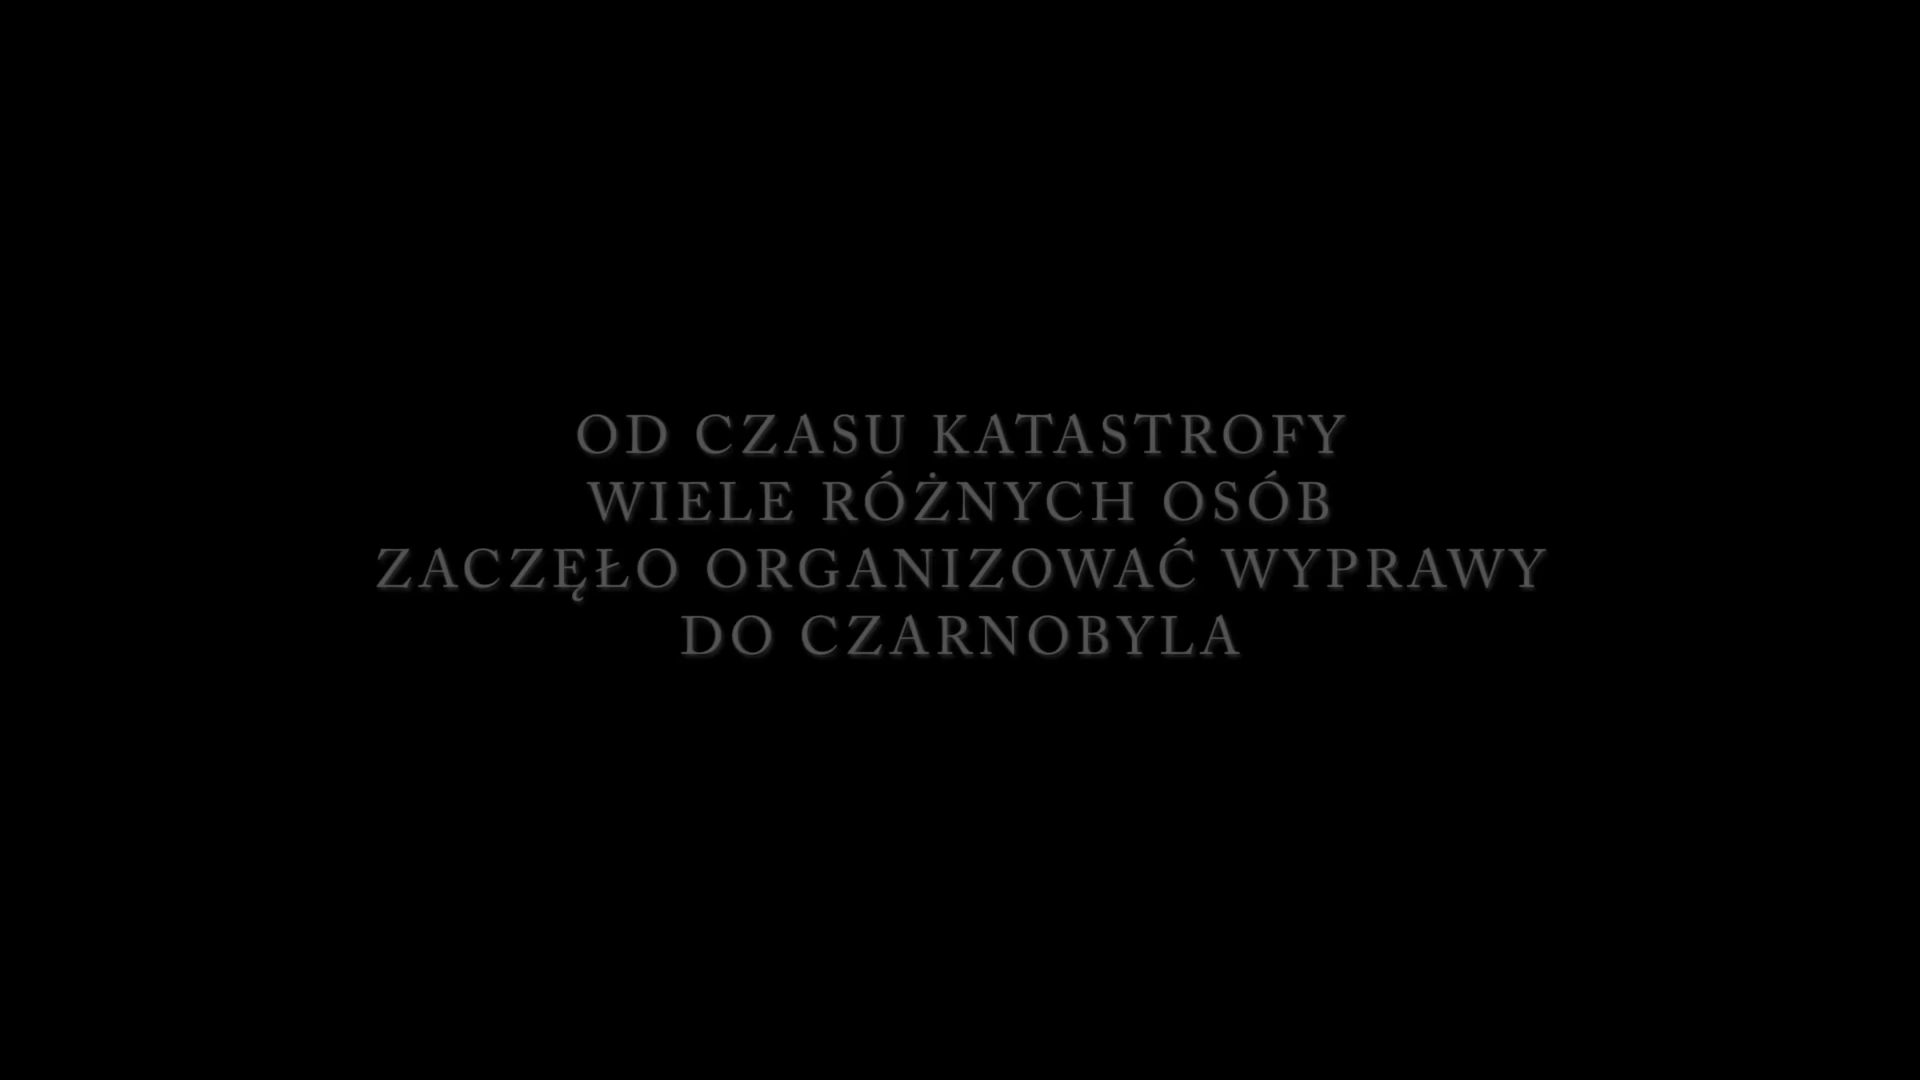 OD CZASU KATASTROFY
WIELE RÓŻNYCH OSÓB
ZACZĘŁO ORGANIZOWAĆ WYPRAWY
DO CZARNOBYLA